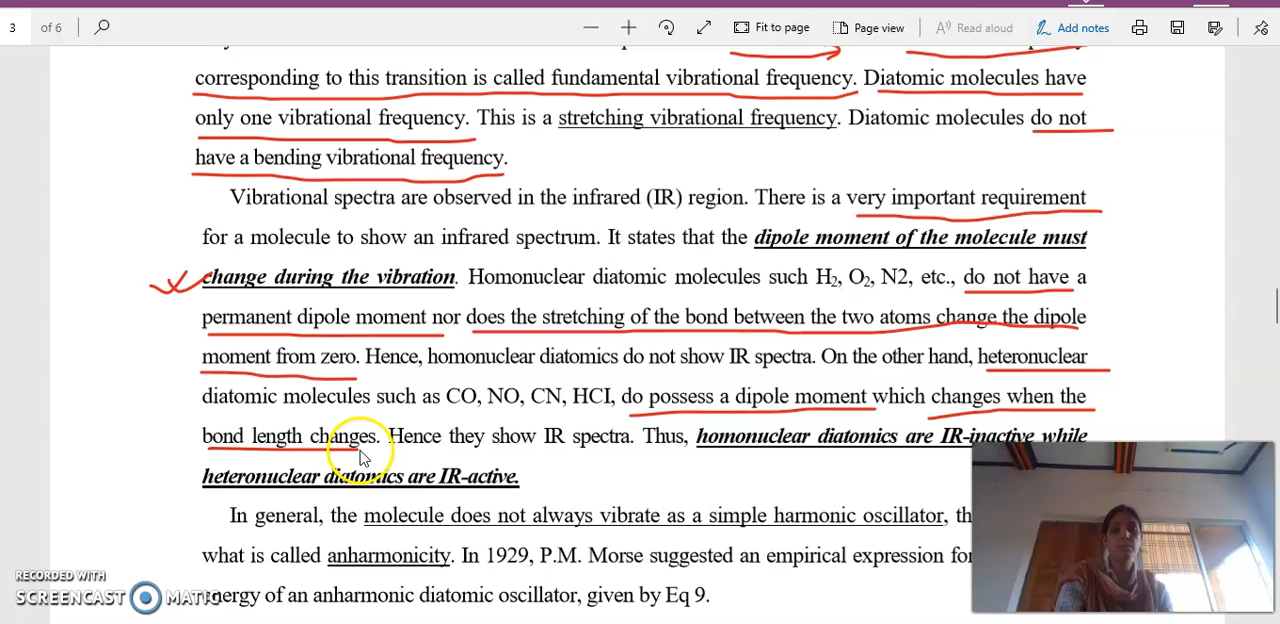 3 of 6 Fit to page Page view Read aloud Add notes
corresponding to this transition is called fundamental vibrational frequency. Diatomic molecules have
only one vibrational frequency. This is a stretching vibrational frequency. Diatomic molecules do not
have a bending vibrational frequency.
Vibrational spectra are observed in the infrared (IR) region. There is a very important requirement
for a molecule to show an infrared spectrum. It states that the dipole moment of the molecule must
change during the vibration. Homonuclear diatomic molecules such H₂, O₂, N2, etc., do not have a
permanent dipole moment nor does the stretching of the bond between the two atoms change the dipole
moment from zero. Hence, homonuclear diatomics do not show IR spectra. On the other hand, heteronuclear
diatomic molecules such as CO, NO, CN, HCI, do possess a dipole moment which changes when the
bond length changes. Hence they show IR spectra. Thus, homonuclear diatomics are IR-inactive while
heteronuclear diatomics are IR-active.
In general, the molecule does not always vibrate as a simple harmonic oscillator,
what is called anharmonicity. In 1929, P.M. Morse suggested an empirical expression for
energy of an anharmonic diatomic oscillator, given by Eq 9.
RECORDED WITH
SCREENCAST MATIC